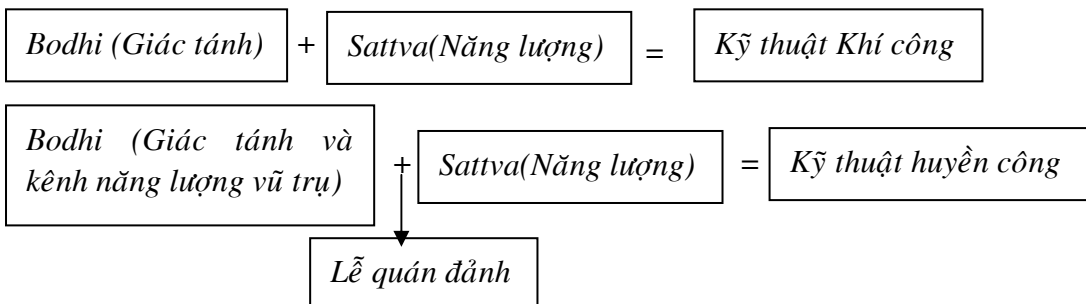 Bodhi (Giác tánh) + Sattva(Năng lượng) = Kỹ thuật Khí công
Bodhi (Giác tánh và
kênh năng lượng vũ trụ) + Sattva(Năng lượng) = Kỹ thuật huyền công
Lễ quán đảnh